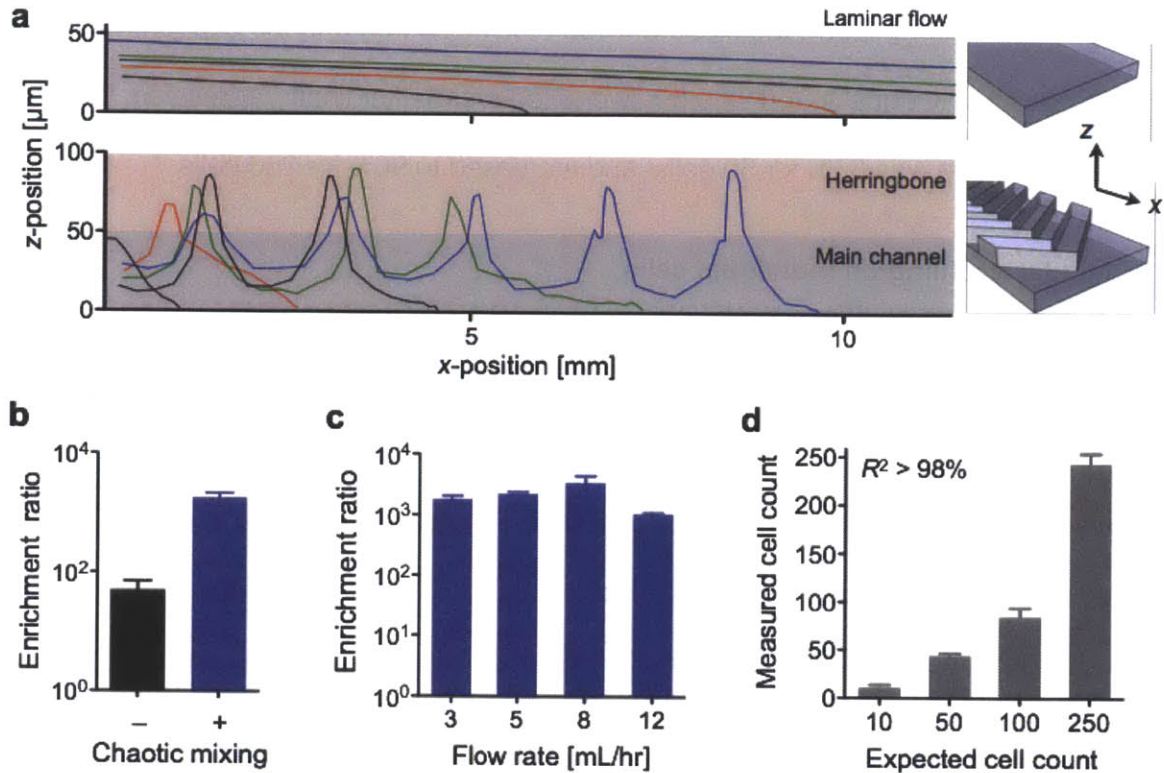 a
Laminar flow
50
0
z-position [µm]
5
10
z
x
100
50
0
Herringbone
Main channel
5
10
x-position [mm]
b
10⁴
10²
10⁰
Enrichment ratio
– +
Chaotic mixing
c
10⁴
10³
10²
10¹
10⁰
Enrichment ratio
3 5 8 12
Flow rate [mL/hr]
d
R² > 98%
250
200
150
100
50
0
Measured cell count
10 50 100 250
Expected cell count